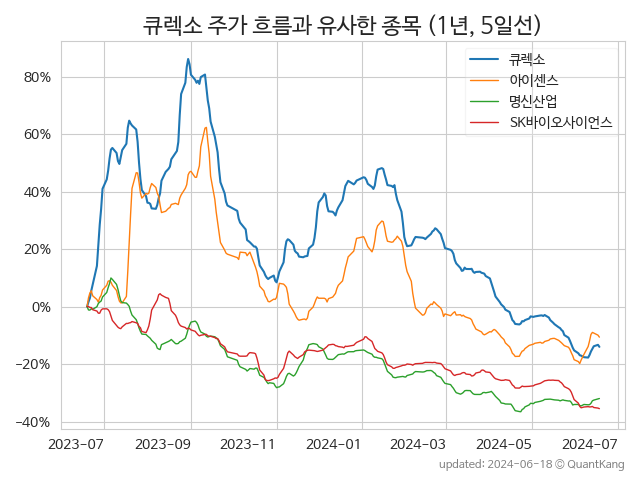 큐렉소 주가 흐름과 유사한 종목 (1년, 5일선)
큐렉소
아이센스
명신산업
SK바이오사이언스
80%
60%
40%
20%
0%
−20%
−40%
2023-07
2023-09
2023-11
2024-01
2024-03
2024-05
2024-07
updated: 2024-06-18 © QuantKang